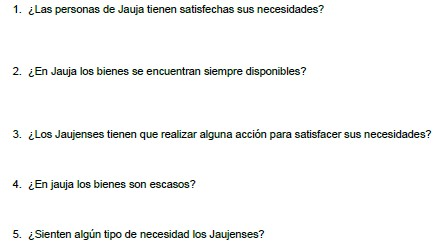 1. ¿Las personas de Jauja tienen satisfechas sus necesidades?
2. ¿En Jauja los bienes se encuentran siempre disponibles?
3. ¿Los Jaujenses tienen que realizar alguna acción para satisfacer sus necesidades?
4. ¿En jauja los bienes son escasos?
5. ¿Sienten algún tipo de necesidad los Jaujenses?